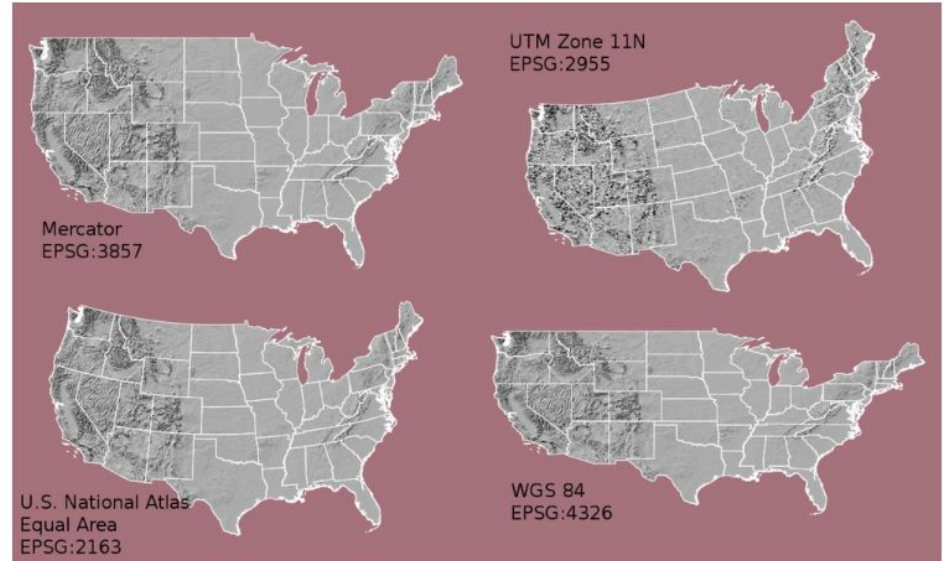 UTM Zone 11N
EPSG:2955
Mercator
EPSG:3857
U.S. National Atlas
Equal Area
EPSG:2163
WGS 84
EPSG:4326